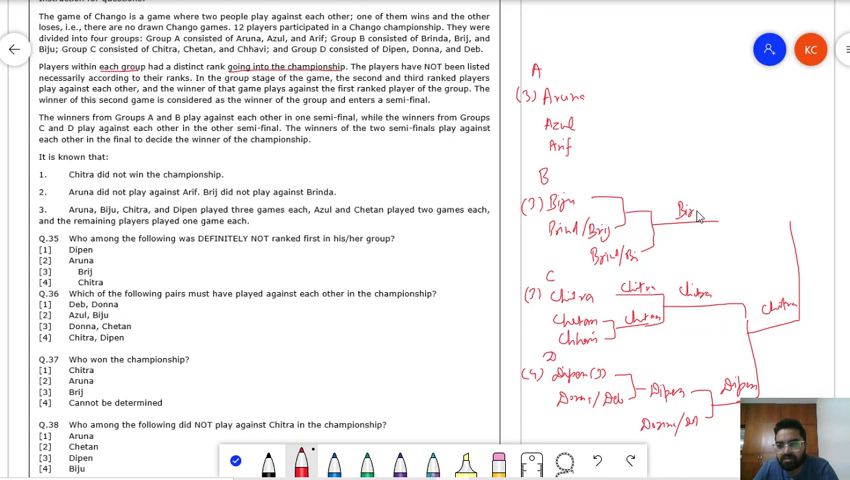 The game of Chango is a game where two people play against each other; one of them wins and the other
loses, i.e., there are no drawn Chango games. 12 players participated in a Chango championship. They were
divided into four groups: Group A consisted of Aruna, Azul, and Arif; Group B consisted of Brinda, Brij, and
Biju; Group C consisted of Chitra, Chetan, and Chhavi; and Group D consisted of Dipen, Donna, and Deb.
Players within each group had a distinct rank going into the championship. The players have NOT been listed
necessarily according to their ranks. In the group stage of the game, the second and third ranked players
play against each other, and the winner of that game plays against the first ranked player of the group. The
winner of this second game is considered as the winner of the group and enters a semi-final.
The winners from Groups A and B play against each other in one semi-final, while the winners from Groups
C and D play against each other in the other semi-final. The winners of the two semi-finals play against
each other in the final to decide the winner of the championship.
It is known that:
1. Chitra did not win the championship.
2. Aruna did not play against Arif. Brij did not play against Brinda.
3. Aruna, Biju, Chitra, and Dipen played three games each, Azul and Chetan played two games each,
and the remaining players played one game each.
Q.35 Who among the following was DEFINITELY NOT ranked first in his/her group?
[1] Dipen
[2] Aruna
[3] Brij
[4] Chitra
Q.36 Which of the following pairs must have played against each other in the championship?
[1] Deb, Donna
[2] Azul, Biju
[3] Donna, Chetan
[4] Chitra, Dipen
Q.37 Who won the championship?
[1] Chitra
[2] Aruna
[3] Brij
[4] Cannot be determined
Q.38 Who among the following did NOT play against Chitra in the championship?
[1] Aruna
[2] Chetan
[3] Dipen
[4] Biju
A
(3) Aruna
Azul
Arif
B
(3) Biju
Brind/Brij
Brind/Bri
Bij
C
(3) Chitra
Chitra
Chitra
Chetan
Chetan
Chhavi
Chitra
D
(4) Dipen (3)
Donna/Deb
Dipen
Dipen
KC